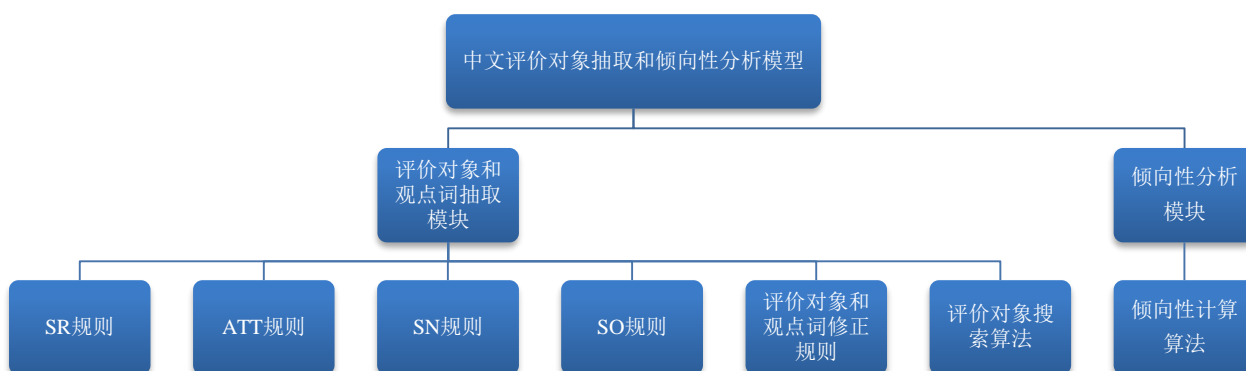 中文评价对象抽取和倾向性分析模型
评价对象和
观点词抽取
模块
倾向性分析
模块
SR规则
ATT规则
SN规则
SO规则
评价对象和
观点词修正
规则
评价对象搜
索算法
倾向性计算
算法